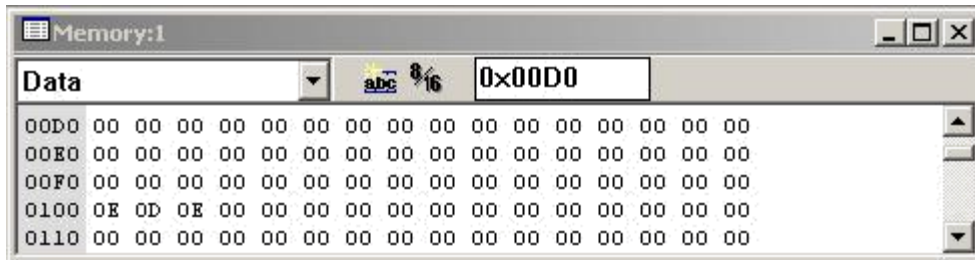 Memory:1
Data abc 8/16 0x00D0
00D0 00 00 00 00 00 00 00 00 00 00 00 00 00 00 00 00
00E0 00 00 00 00 00 00 00 00 00 00 00 00 00 00 00 00
00F0 00 00 00 00 00 00 00 00 00 00 00 00 00 00 00 00
0100 0E 0D 0E 00 00 00 00 00 00 00 00 00 00 00 00 00
0110 00 00 00 00 00 00 00 00 00 00 00 00 00 00 00 00